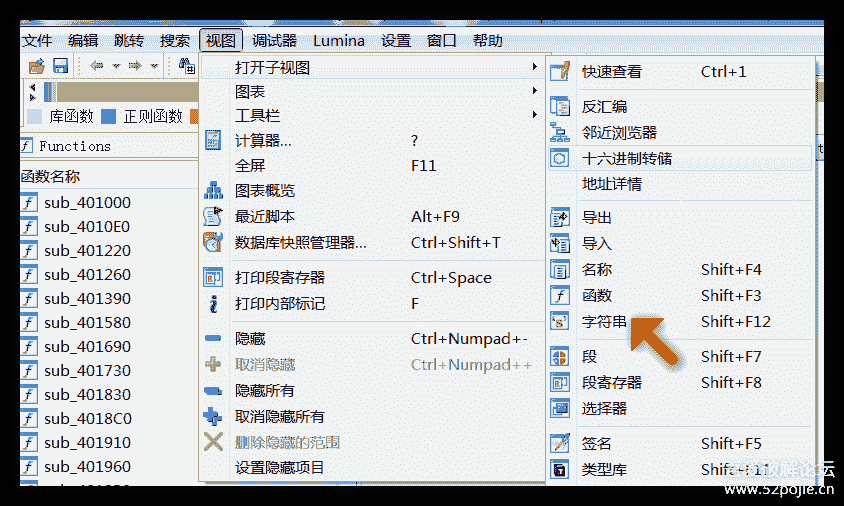 文件 编辑 跳转 搜索 视图 调试器 Lumina 设置 窗口 帮助
库函数 正则函数
Functions
函数名称
sub_401000
sub_4010E0
sub_401220
sub_401260
sub_401390
sub_401580
sub_401690
sub_401730
sub_401830
sub_4018C0
sub_401910
sub_401960
打开子视图
图表
工具栏
计算器... ?
全屏 F11
图表概览
最近脚本 Alt+F9
数据库快照管理器... Ctrl+Shift+T
打印段寄存器 Ctrl+Space
打印内部标记 F
隐藏 Ctrl+Numpad+-
取消隐藏 Ctrl+Numpad++
隐藏所有
取消隐藏所有
删除隐藏的范围
设置隐藏项目
快速查看 Ctrl+1
反汇编
邻近浏览器
十六进制转储
地址详情
导出
导入
名称 Shift+F4
函数 Shift+F3
字符串 Shift+F12
段 Shift+F7
段寄存器 Shift+F8
选择器
签名 Shift+F5
类型库 Shift+F11
破解论坛
www.52pojie.cn